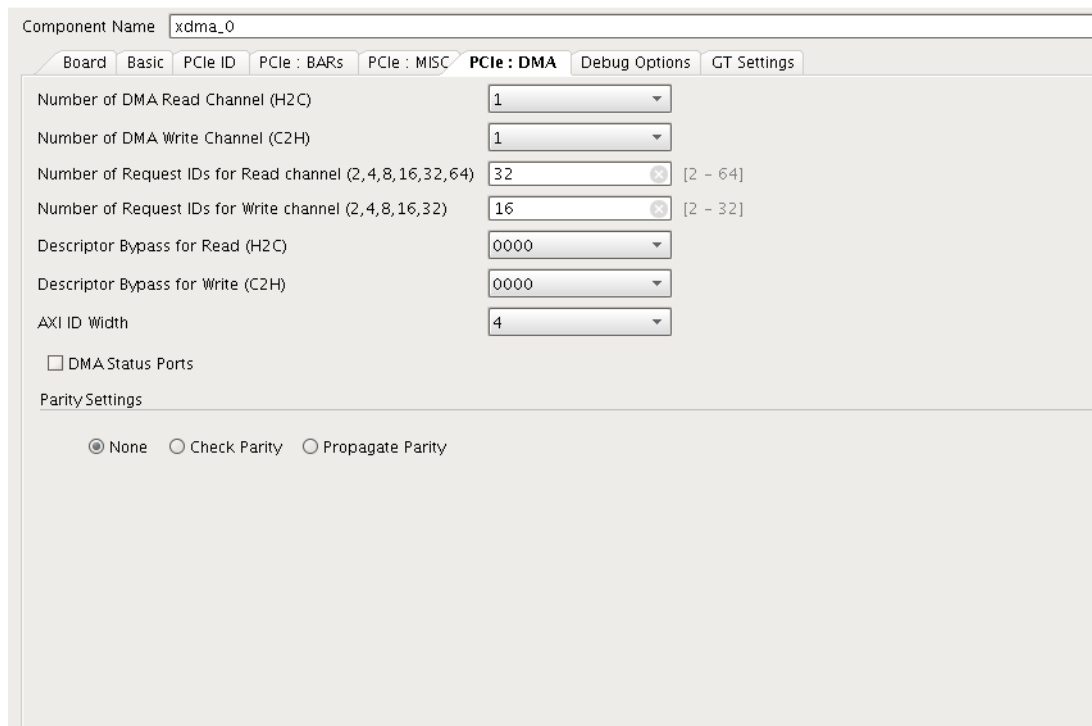 Component Name xdma_0
Board Basic PCIe ID PCIe : BARs PCIe : MISC PCIe : DMA Debug Options GT Settings
Number of DMA Read Channel (H2C) 1
Number of DMA Write Channel (C2H) 1
Number of Request IDs for Read channel (2,4,8,16,32,64) 32 [2 - 64]
Number of Request IDs for Write channel (2,4,8,16,32) 16 [2 - 32]
Descriptor Bypass for Read (H2C) 0000
Descriptor Bypass for Write (C2H) 0000
AXI ID Width 4
DMA Status Ports
Parity Settings
None Check Parity Propagate Parity